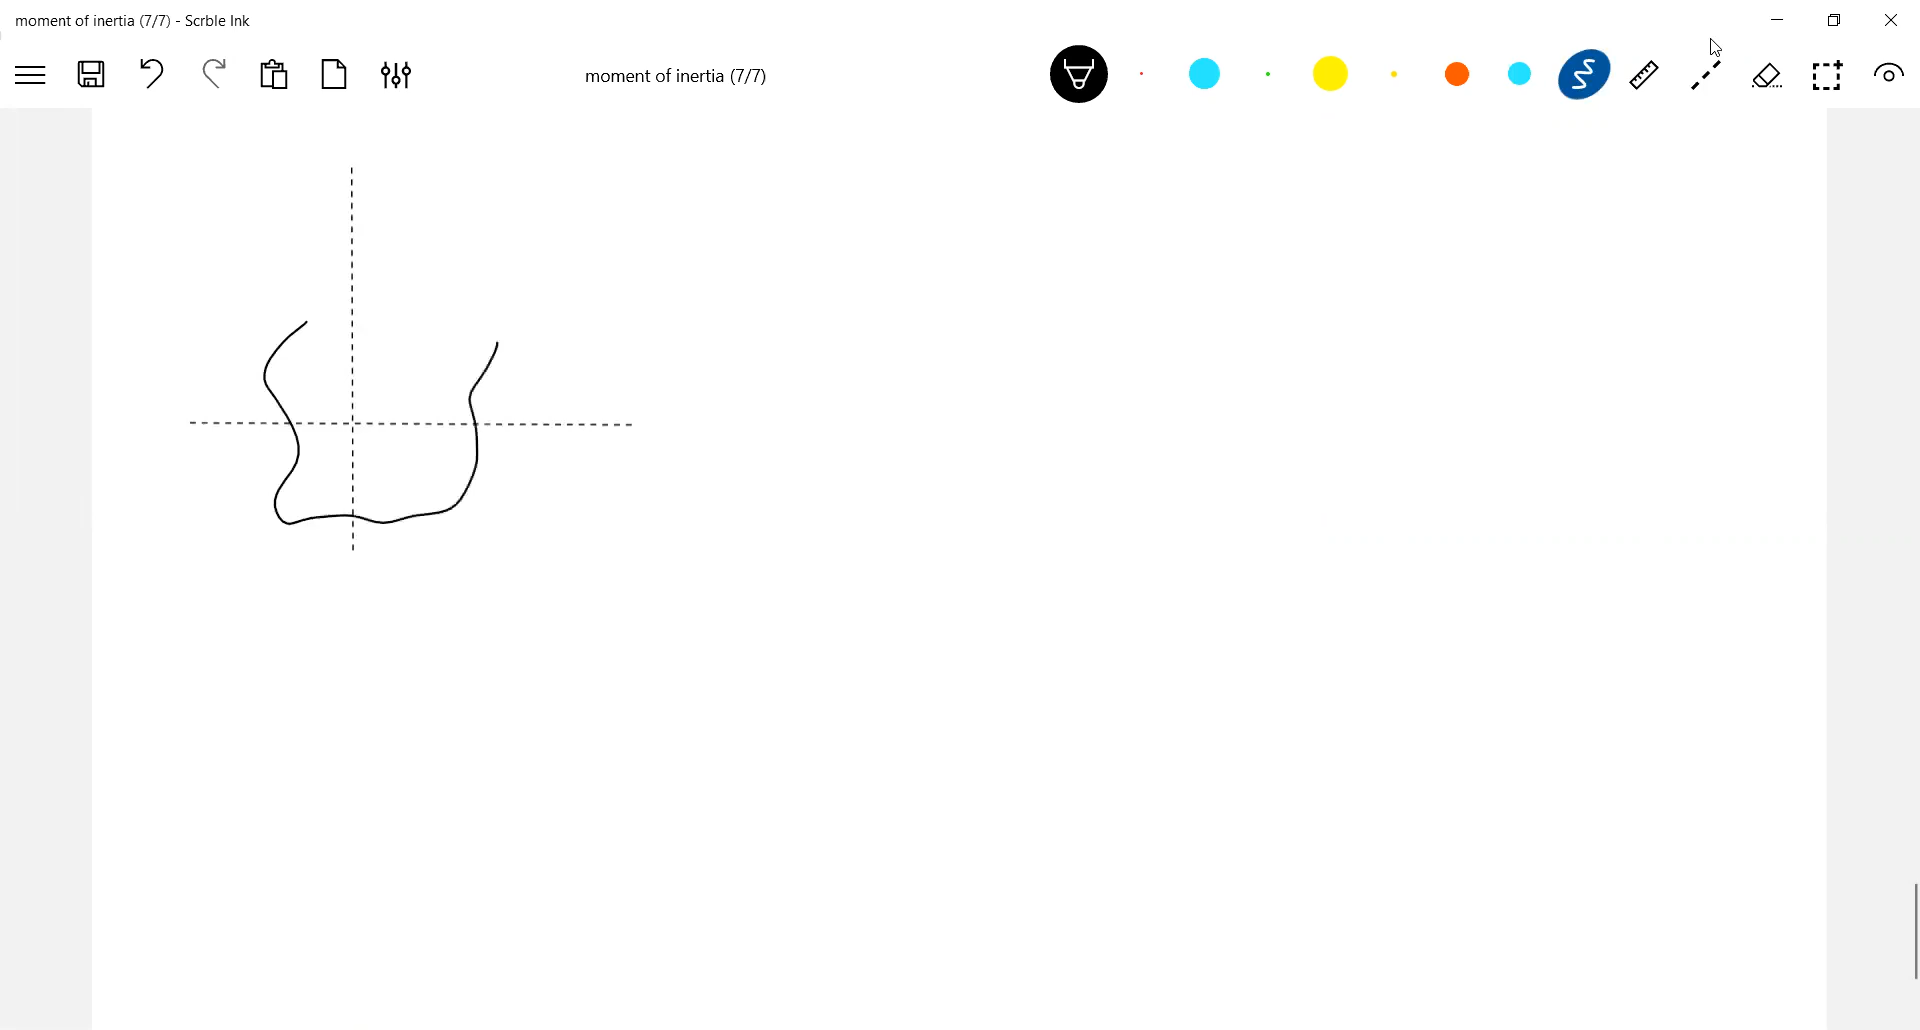 moment of inertia (7/7) - Scrble Ink
moment of inertia (7/7)